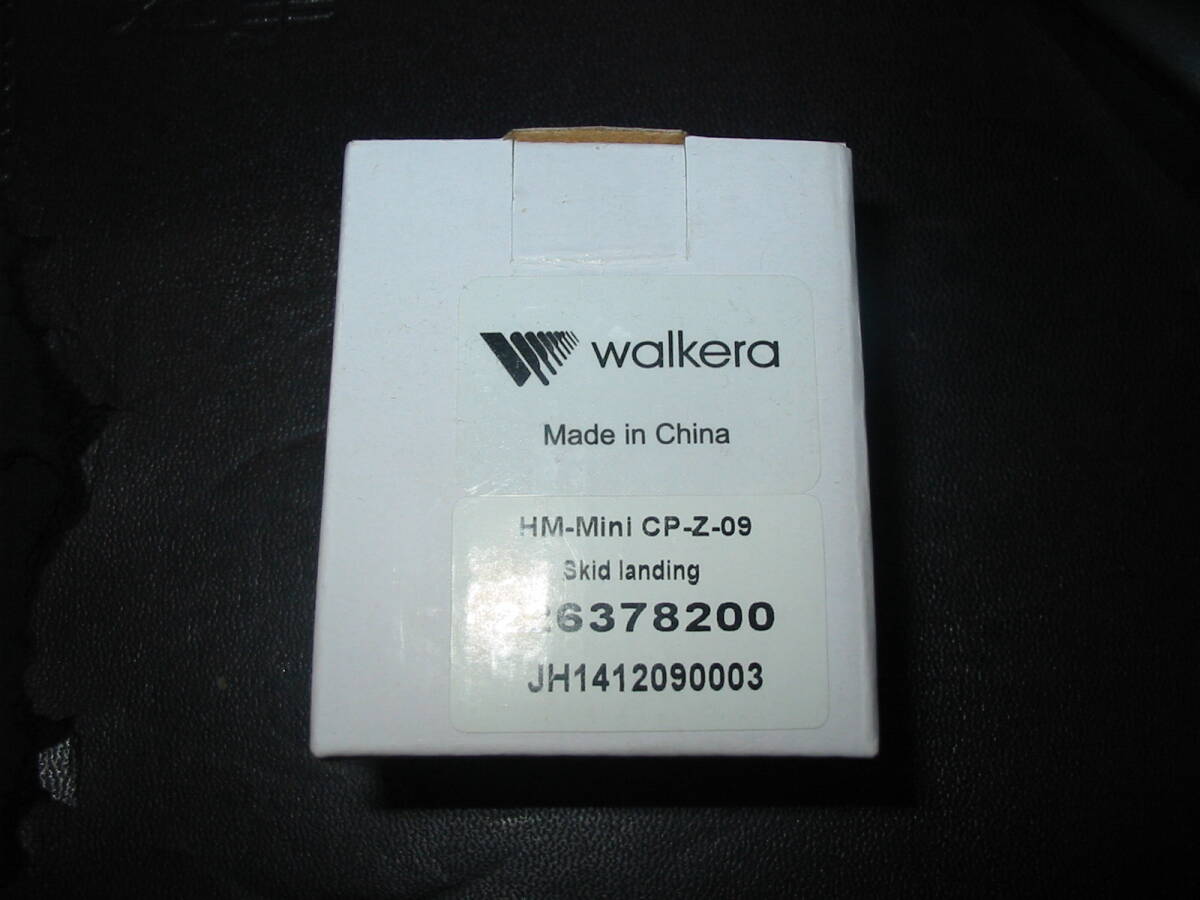 walkera
Made in China
HM-Mini CP-Z-09
Skid landing
JH1412090003